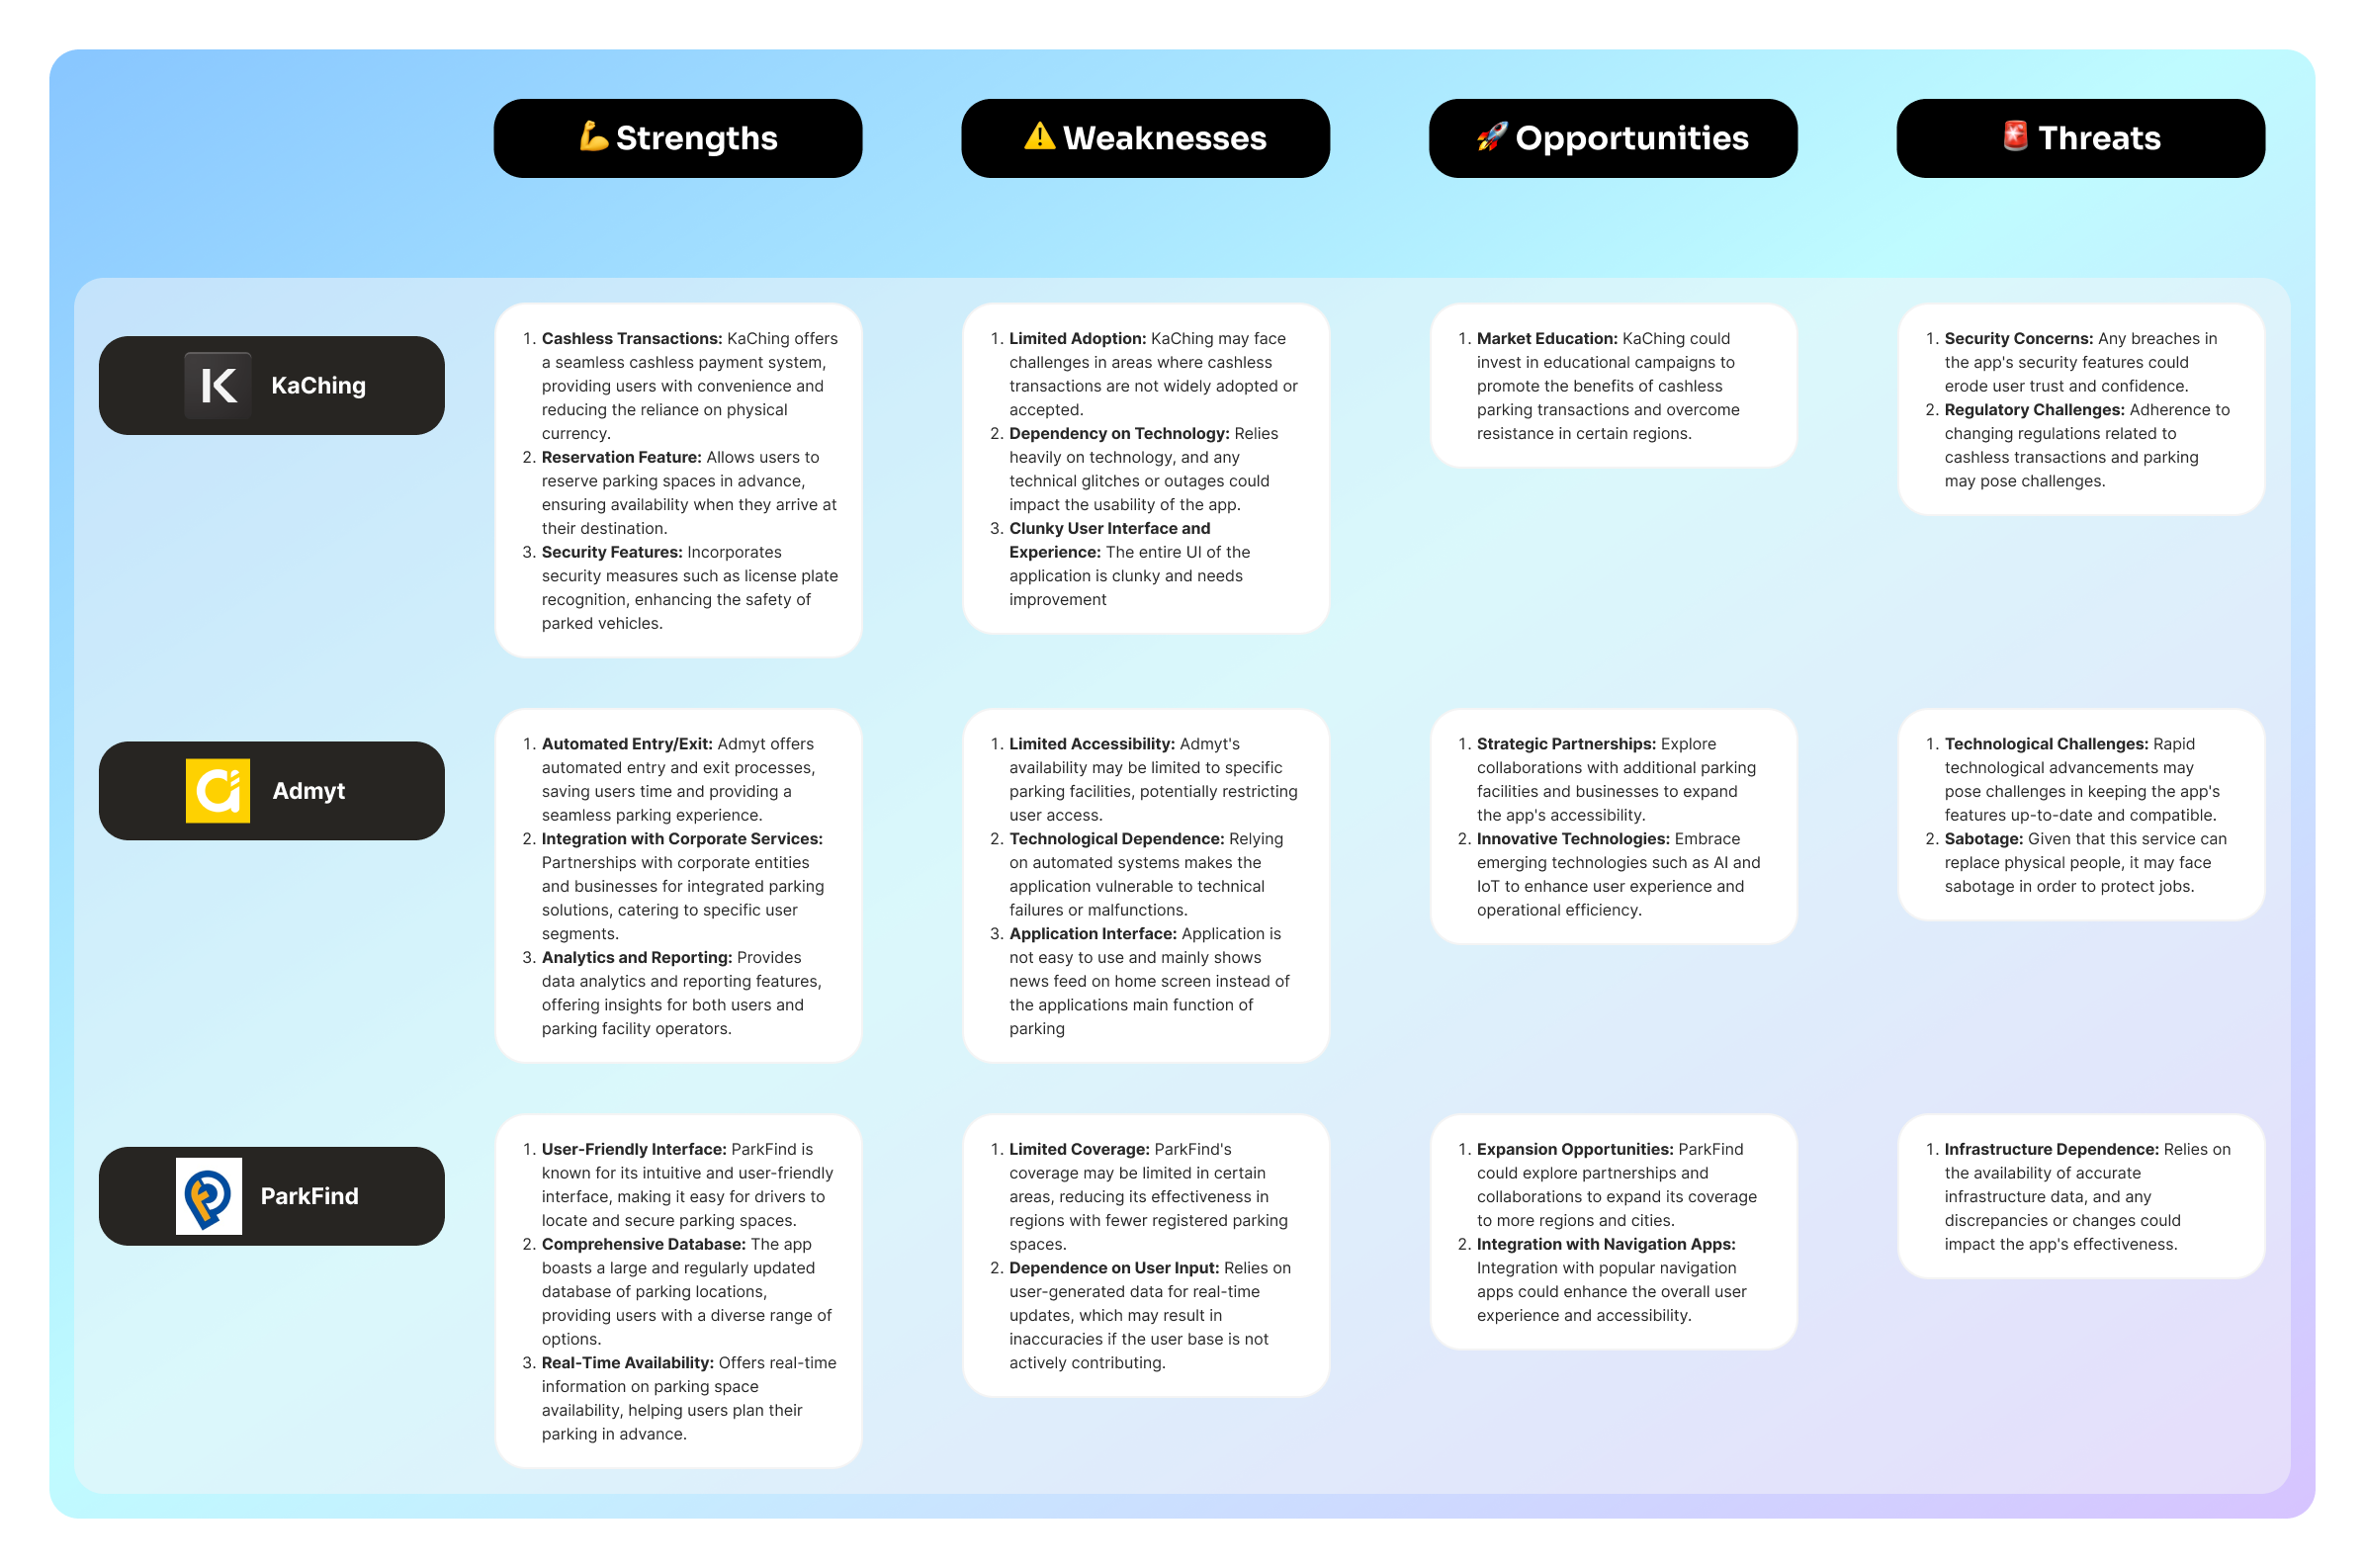 Strengths
Weaknesses
Opportunities
Threats
KaChing
1. Cashless Transactions: KaChing offers
a seamless cashless payment system,
providing users with convenience and
reducing the reliance on physical
currency.
2. Reservation Feature: Allows users to
reserve parking spaces in advance,
ensuring availability when they arrive at
their destination.
3. Security Features: Incorporates
security measures such as license plate
recognition, enhancing the safety of
parked vehicles.
1. Limited Adoption: KaChing may face
challenges in areas where cashless
transactions are not widely adopted or
accepted.
2. Dependency on Technology: Relies
heavily on technology, and any
technical glitches or outages could
impact the usability of the app.
3. Clunky User Interface and
Experience: The entire UI of the
application is clunky and needs
improvement
1. Market Education: KaChing could
invest in educational campaigns to
promote the benefits of cashless
parking transactions and overcome
resistance in certain regions.
1. Security Concerns: Any breaches in
the app's security features could
erode user trust and confidence.
2. Regulatory Challenges: Adherence to
changing regulations related to
cashless transactions and parking
may pose challenges.
Admyt
1. Automated Entry/Exit: Admyt offers
automated entry and exit processes,
saving users time and providing a
seamless parking experience.
2. Integration with Corporate Services:
Partnerships with corporate entities
and businesses for integrated parking
solutions, catering to specific user
segments.
3. Analytics and Reporting: Provides
data analytics and reporting features,
offering insights for both users and
parking facility operators.
1. Limited Accessibility: Admyt's
availability may be limited to specific
parking facilities, potentially restricting
user access.
2. Technological Dependence: Relying
on automated systems makes the
application vulnerable to technical
failures or malfunctions.
3. Application Interface: Application is
not easy to use and mainly shows
news feed on home screen instead of
the applications main function of
parking
1. Strategic Partnerships: Explore
collaborations with additional parking
facilities and businesses to expand
the app's accessibility.
2. Innovative Technologies: Embrace
emerging technologies such as AI and
IoT to enhance user experience and
operational efficiency.
1. Technological Challenges: Rapid
technological advancements may
pose challenges in keeping the app's
features up-to-date and compatible.
2. Sabotage: Given that this service can
replace physical people, it may face
sabotage in order to protect jobs.
ParkFind
1. User-Friendly Interface: ParkFind is
known for its intuitive and user-friendly
interface, making it easy for drivers to
locate and secure parking spaces.
2. Comprehensive Database: The app
boasts a large and regularly updated
database of parking locations,
providing users with a diverse range of
options.
3. Real-Time Availability: Offers real-time
information on parking space
availability, helping users plan their
parking in advance.
1. Limited Coverage: ParkFind's
coverage may be limited in certain
areas, reducing its effectiveness in
regions with fewer registered parking
spaces.
2. Dependence on User Input: Relies on
user-generated data for real-time
updates, which may result in
inaccuracies if the user base is not
actively contributing.
1. Expansion Opportunities: ParkFind
could explore partnerships and
collaborations to expand its coverage
to more regions and cities.
2. Integration with Navigation Apps:
Integration with popular navigation
apps could enhance the overall user
experience and accessibility.
1. Infrastructure Dependence: Relies on
the availability of accurate
infrastructure data, and any
discrepancies or changes could
impact the app's effectiveness.